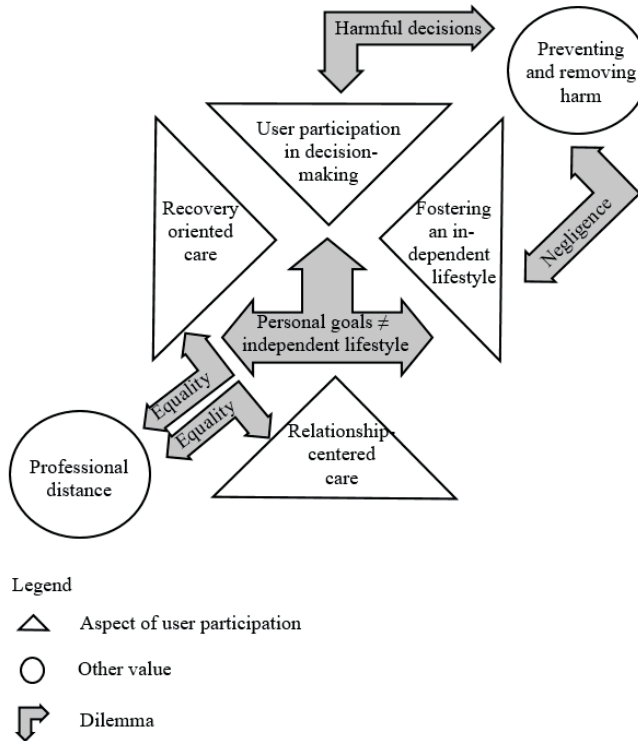 Harmful decisions
Preventing
and removing
harm
User participation
in decision-
making
Recovery
oriented
care
Fostering
an in-
dependent
lifestyle
Negligence
Personal goals ≠
independent lifestyle
Equality
Equality
Professional
distance
Relationship-
centered
care
Legend
Aspect of user participation
Other value
Dilemma